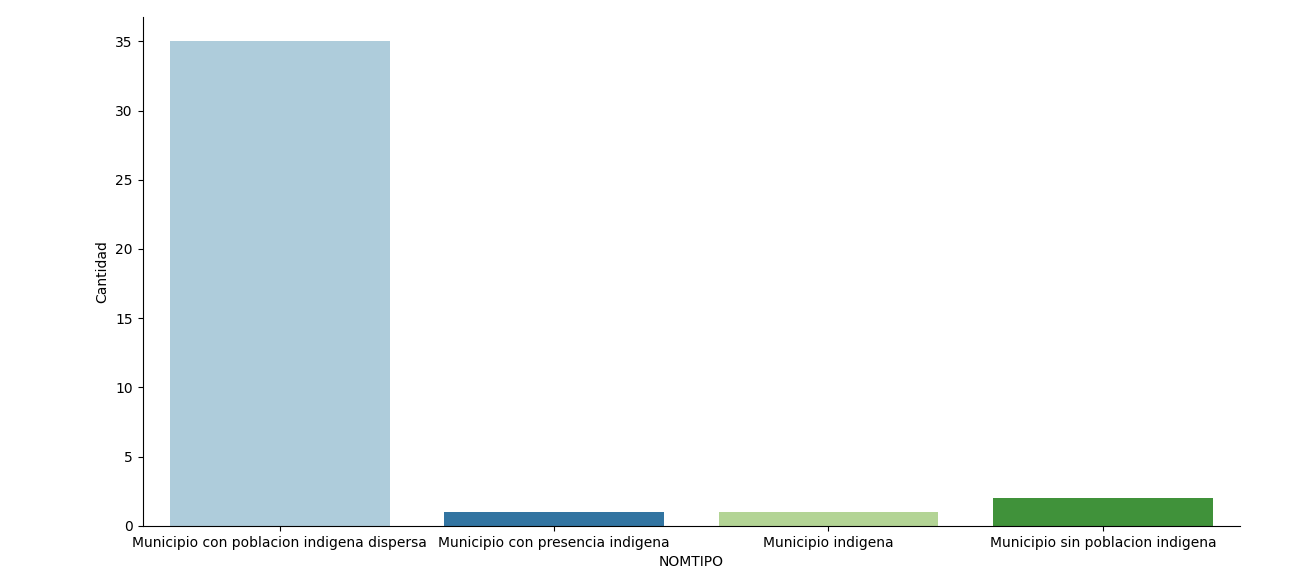 35
30
25
20
15
10
5
0
Cantidad
Municipio con poblacion indigena dispersa
Municipio con presencia indigena
Municipio indigena
Municipio sin poblacion indigena
NOMTIPO